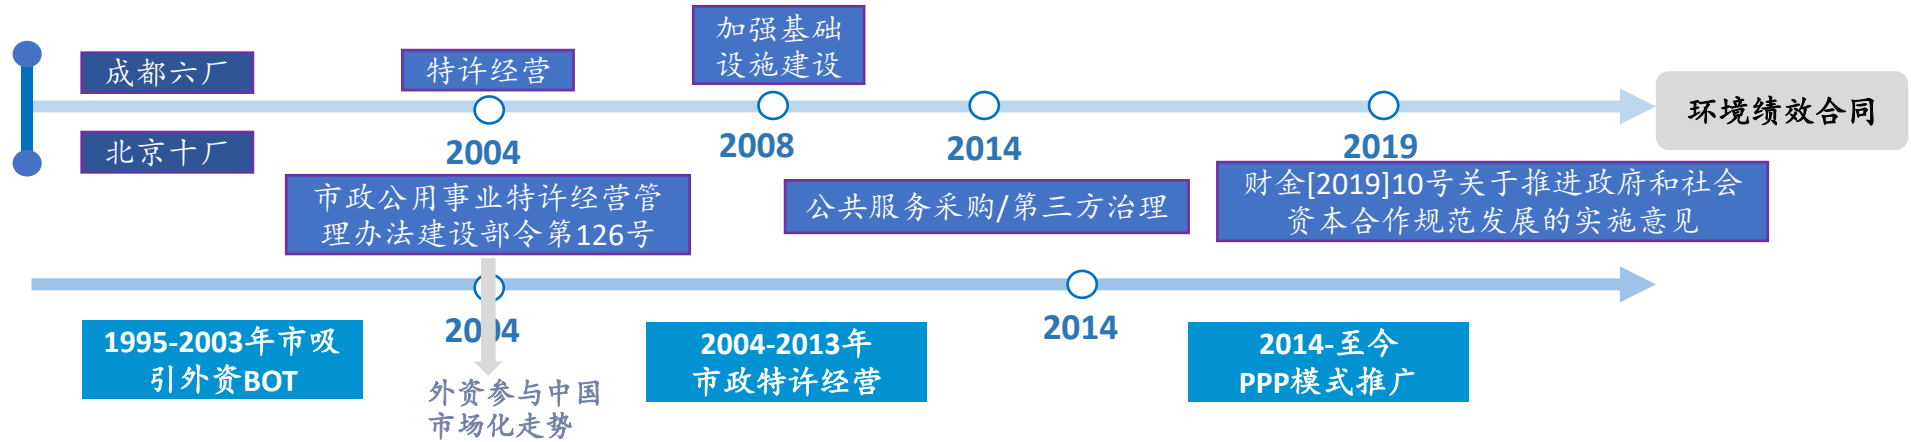 成都六厂
北京十厂
特许经营
2004
市政公用事业特许经营管
理办法建设部令第126号
加强基础
设施建设
2008
2014
公共服务采购/第三方治理
2019
财金[2019]10号关于推进政府和社会
资本合作规范发展的实施意见
环境绩效合同
1995-2003年市吸
引外资BOT
2004
外资参与中国
市场化走势
2004-2013年
市政特许经营
2014
2014-至今
PPP模式推广